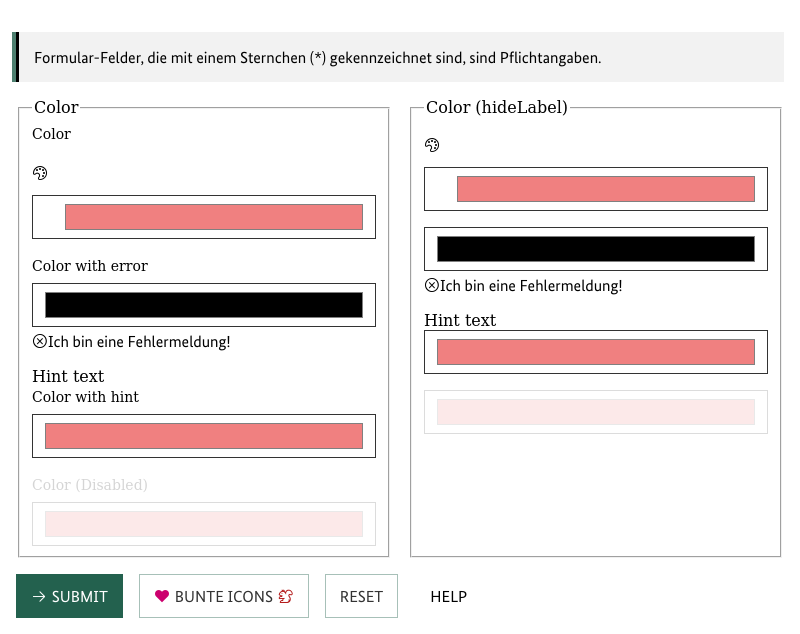 Formular-Felder, die mit einem Sternchen (*) gekennzeichnet sind, sind Pflichtangaben.
Color
Color
Color with error
Ich bin eine Fehlermeldung!
Hint text
Color with hint
Color (Disabled)
Color (hideLabel)
Ich bin eine Fehlermeldung!
Hint text
SUBMIT
BUNTE ICONS
RESET
HELP